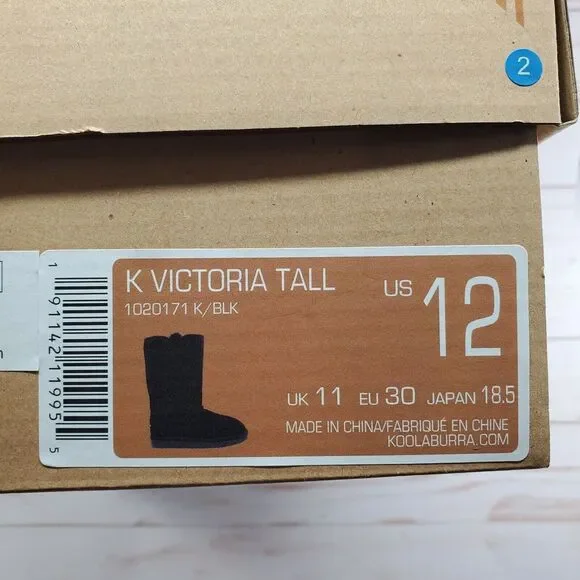 2
K VICTORIA TALL
1020171 K/BLK
US 12
UK 11 EU 30 JAPAN 18.5
MADE IN CHINA/FABRIQUÉ EN CHINE
KOOLABURRA.COM
1 91142 11995 5